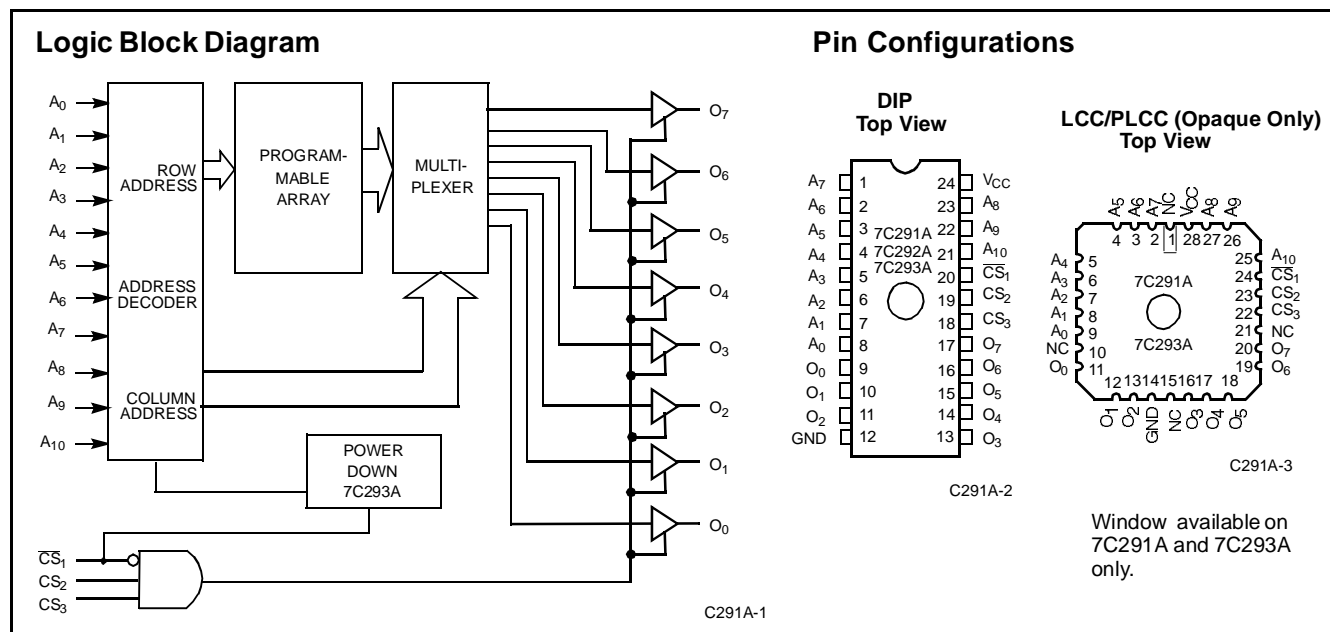 Logic Block Diagram
A0
A1
A2
A3
A4
A5
A6
A7
A8
A9
A10
ROW
ADDRESS
ADDRESS
DECODER
COLUMN
ADDRESS
PROGRAM-
MABLE
ARRAY
MULTI-
PLEXER
POWER
DOWN
7C293A
O7
O6
O5
O4
O3
O2
O1
O0
C̅S̅1
CS2
CS3
C291A-1
Pin Configurations
DIP
Top View
A7 1 24 VCC
A6 2 23 A8
A5 3 7C291A 22 A9
A4 4 7C292A 21 A10
A3 5 7C293A 20 C̅S̅1
A2 6 19 CS2
A1 7 18 CS3
A0 8 17 O7
O0 9 16 O6
O1 10 15 O5
O2 11 14 O4
GND 12 13 O3
C291A-2
LCC/PLCC (Opaque Only)
Top View
A5 A6 A7 NC VCC A8 A9
4 3 2 1 28 27 26
A4 5 25 A10
A3 6 7C291A 24 C̅S̅1
A2 7 23 CS2
A1 8 22 CS3
A0 9 21 NC
NC 10 7C293A 20 O7
O0 11 19 O6
12 13 14 15 16 17 18
O1 O2 GND NC O3 O4 O5
C291A-3
Window available on
7C291A and 7C293A
only.